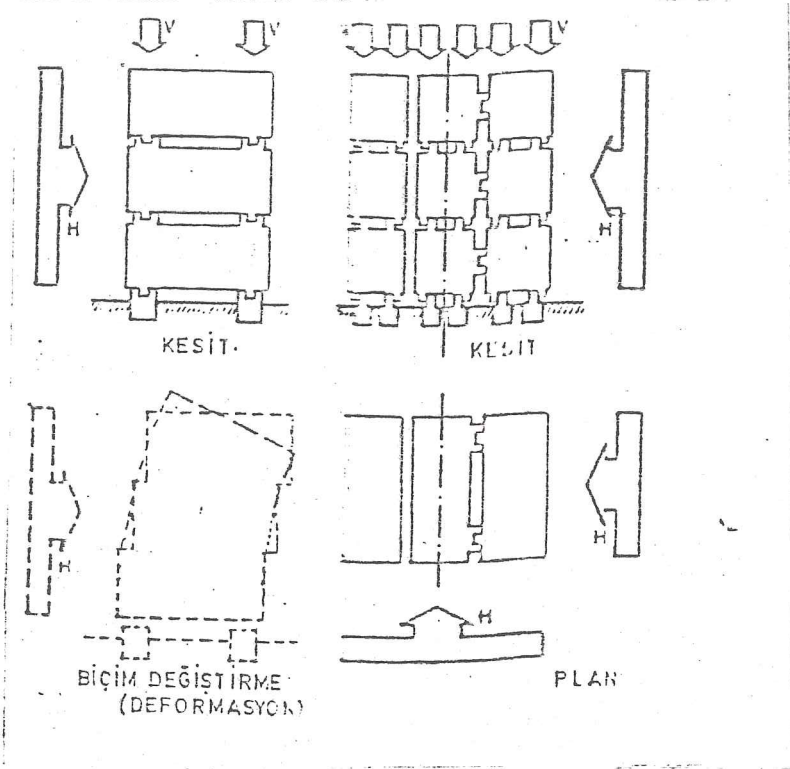 V V V
H H
KESİT.
KESİT
H H
H
BİÇİM DEĞİŞTİRME
(DEFORMASYON)
PLAN